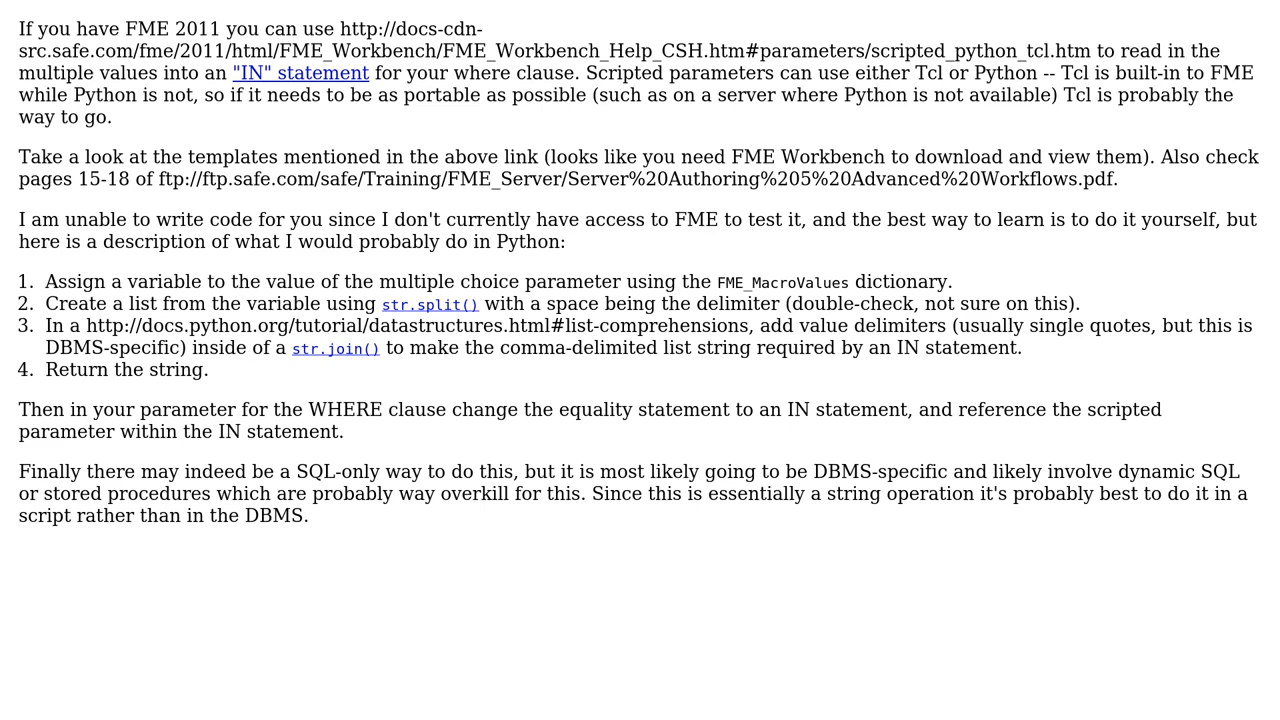 If you have FME 2011 you can use http://docs-cdn-
src.safe.com/fme/2011/html/FME_Workbench/FME_Workbench_Help_CSH.htm#parameters/scripted_python_tcl.htm to read in the
multiple values into an "IN" statement for your where clause. Scripted parameters can use either Tcl or Python -- Tcl is built-in to FME
while Python is not, so if it needs to be as portable as possible (such as on a server where Python is not available) Tcl is probably the
way to go.
Take a look at the templates mentioned in the above link (looks like you need FME Workbench to download and view them). Also check
pages 15-18 of ftp://ftp.safe.com/safe/Training/FME_Server/Server%20Authoring%205%20Advanced%20Workflows.pdf.
I am unable to write code for you since I don't currently have access to FME to test it, and the best way to learn is to do it yourself, but
here is a description of what I would probably do in Python:
1. Assign a variable to the value of the multiple choice parameter using the FME_MacroValues dictionary.
2. Create a list from the variable using str.split() with a space being the delimiter (double-check, not sure on this).
3. In a http://docs.python.org/tutorial/datastructures.html#list-comprehensions, add value delimiters (usually single quotes, but this is
DBMS-specific) inside of a str.join() to make the comma-delimited list string required by an IN statement.
4. Return the string.
Then in your parameter for the WHERE clause change the equality statement to an IN statement, and reference the scripted
parameter within the IN statement.
Finally there may indeed be a SQL-only way to do this, but it is most likely going to be DBMS-specific and likely involve dynamic SQL
or stored procedures which are probably way overkill for this. Since this is essentially a string operation it's probably best to do it in a
script rather than in the DBMS.